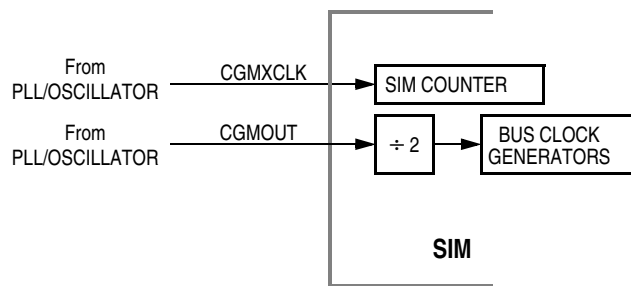 From
PLL/OSCILLATOR
CGMXCLK
SIM COUNTER
From
PLL/OSCILLATOR
CGMOUT
÷ 2
BUS CLOCK
GENERATORS
SIM